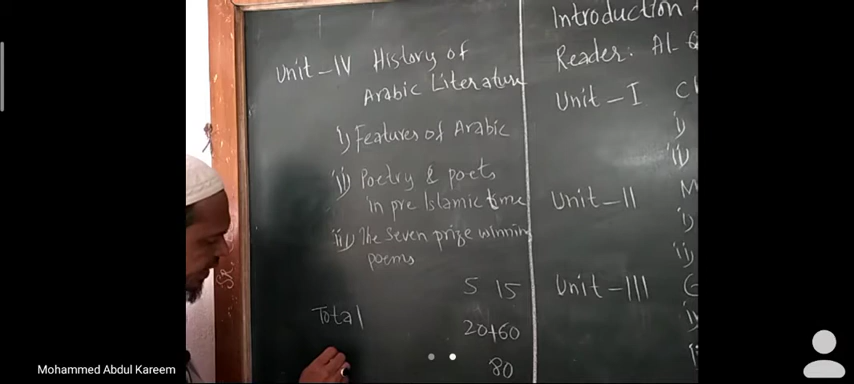 Unit-IV History of
Arabic Literature
i) Features of Arabic
ii) Poetry & poets
in pre Islamic time
iii) The Seven prize winning
poems
5 15
Total
20+60
80
Introduction
Reader: Al-
Unit-I
i)
ii)
Unit-II
i)
ii)
Unit-III
Mohammed Abdul Kareem